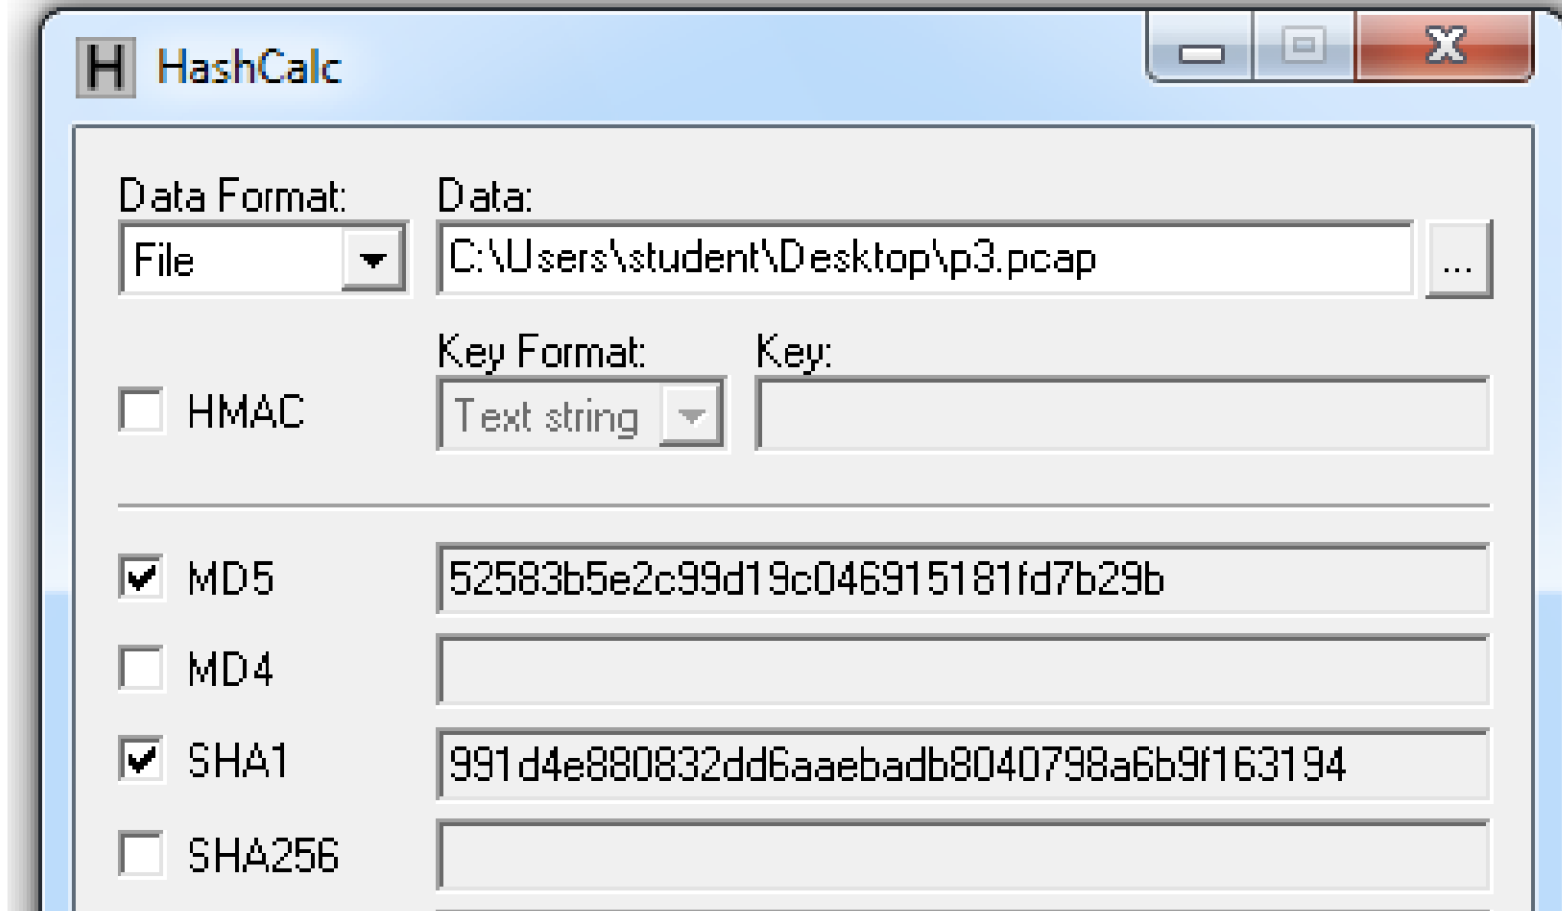 H HashCalc
Data Format: Data:
File C:\Users\student\Desktop\p3.pcap ...
Key Format: Key:
HMAC Text string
MD5 52583b5e2c99d19c046915181fd7b29b
MD4
SHA1 991d4e880832dd6aaebadb8040798a6b9f163194
SHA256